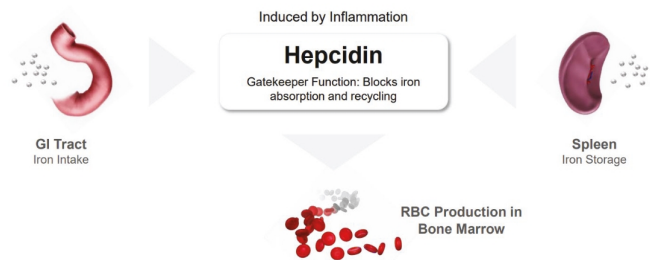 Induced by Inflammation
Hepcidin
Gatekeeper Function: Blocks iron
absorption and recycling
GI Tract
Iron Intake
Spleen
Iron Storage
RBC Production in
Bone Marrow